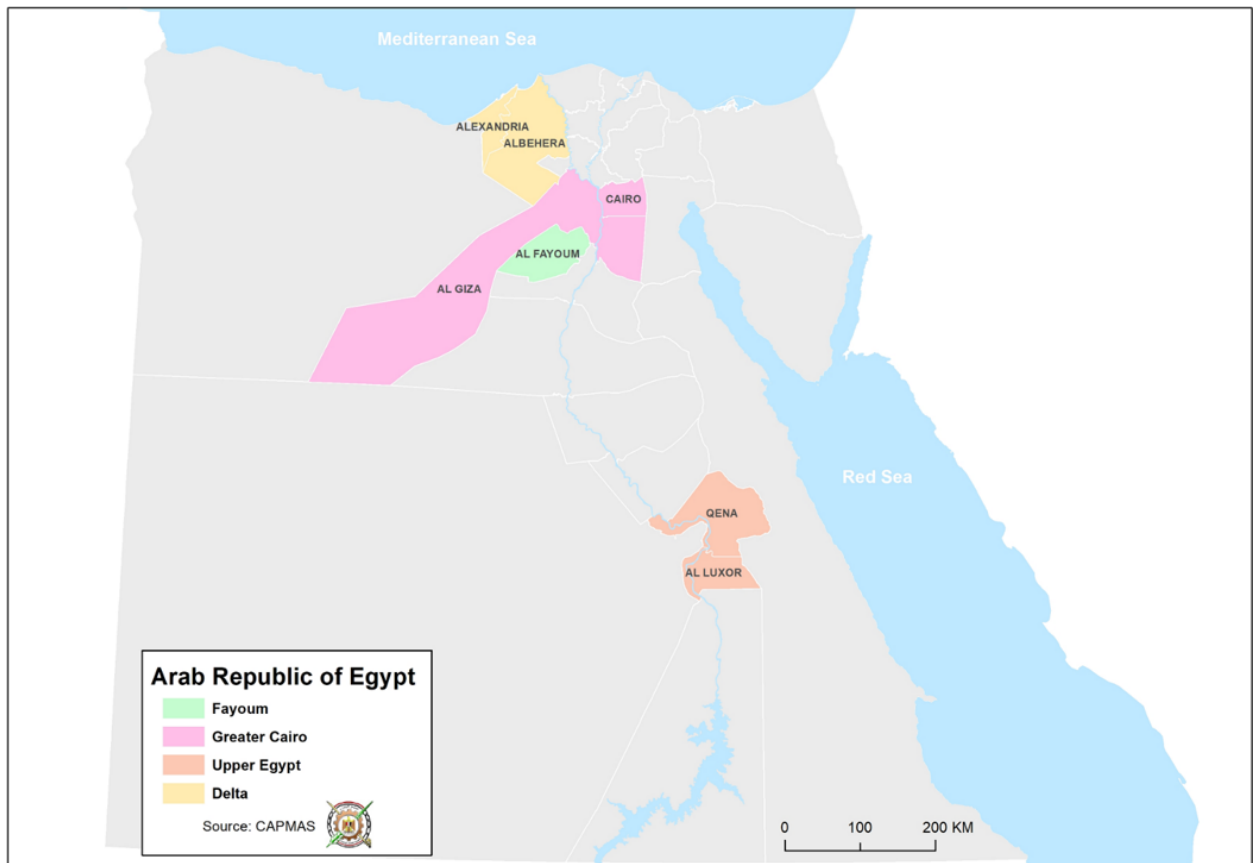 Mediterranean Sea
ALEXANDRIA
ALBEHERA
CAIRO
AL FAYOUM
AL GIZA
Red Sea
QENA
AL LUXOR
Arab Republic of Egypt
Fayoum
Greater Cairo
Upper Egypt
Delta
Source: CAPMAS
0 100 200 KM